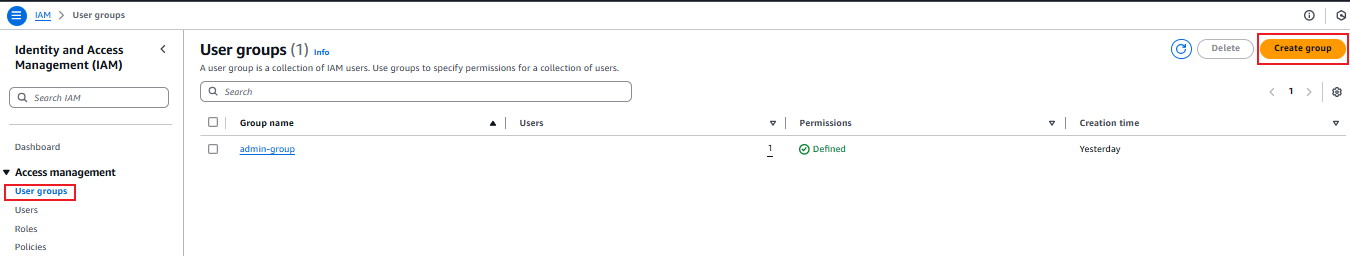 IAM > User groups
Identity and Access Management (IAM)
Search IAM
Dashboard
Access management
User groups
Users
Roles
Policies
User groups (1) Info
Delete
Create group
A user group is a collection of IAM users. Use groups to specify permissions for a collection of users.
Search
1
Group name Users Permissions Creation time
admin-group 1 Defined Yesterday